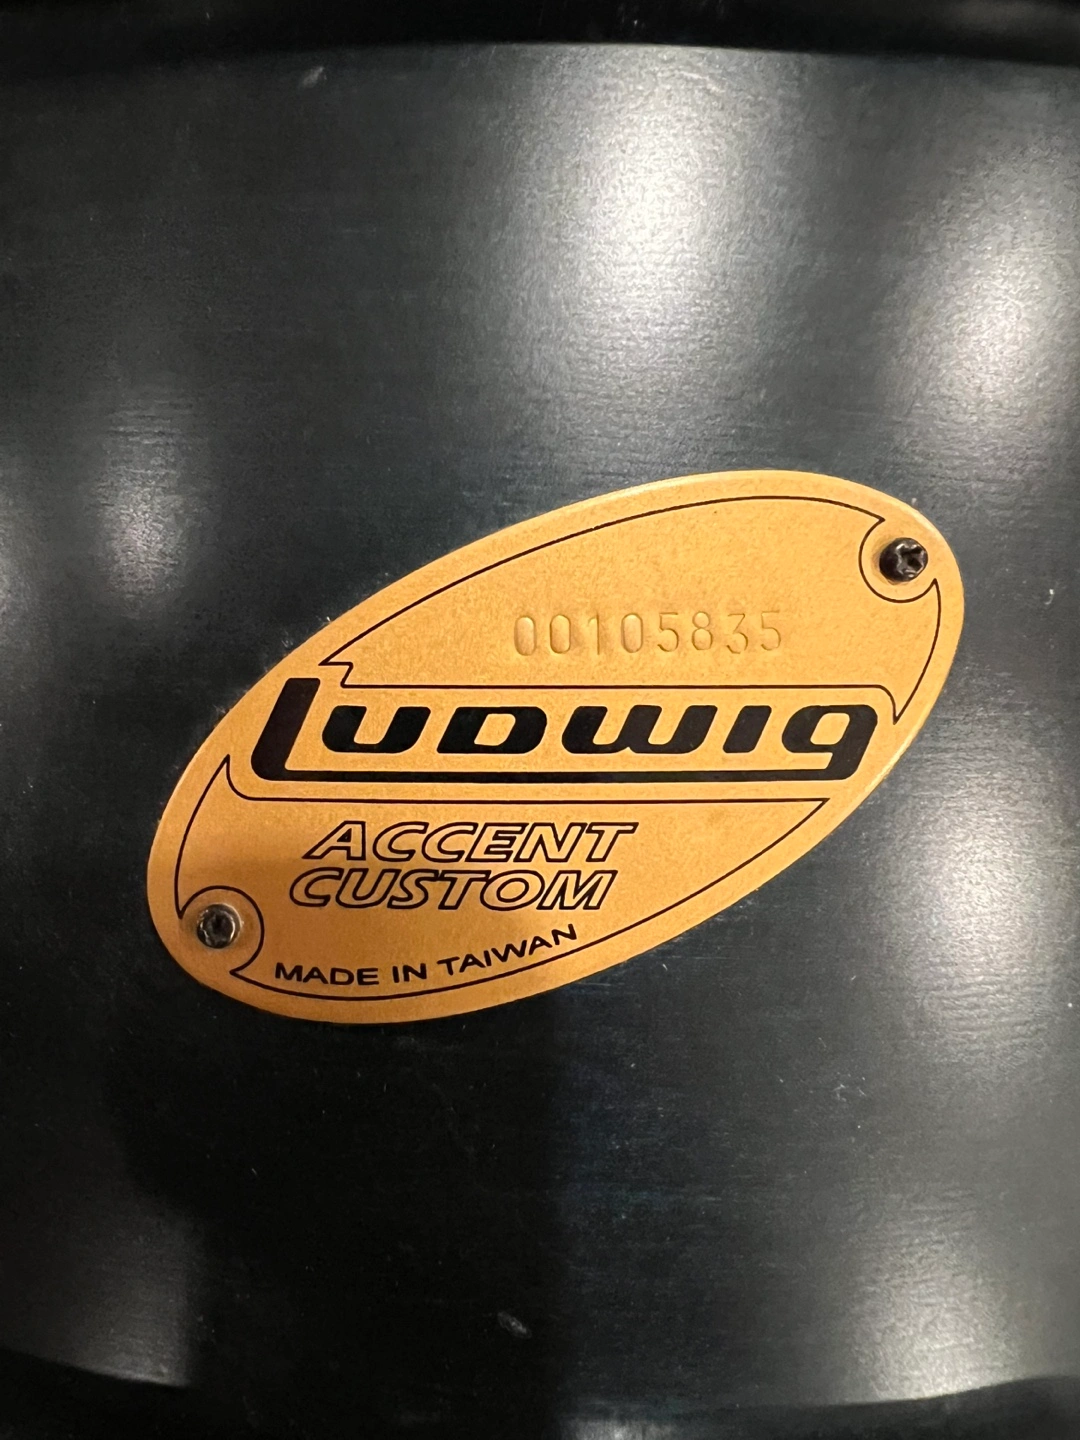 00105835
LUDWIG
ACCENT
CUSTOM
MADE IN TAIWAN